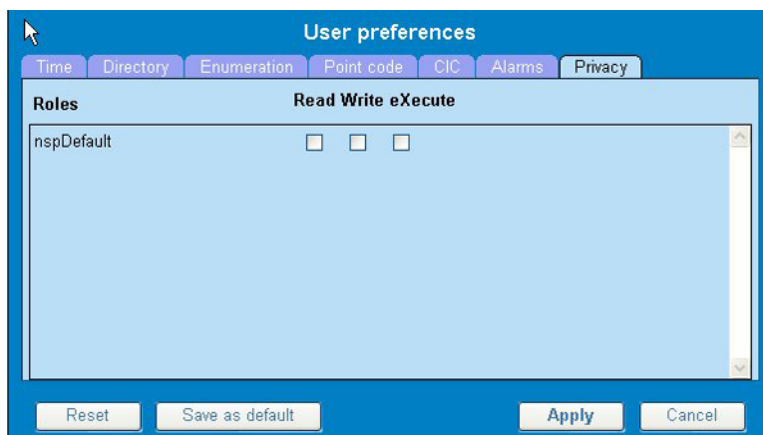 User preferences
Time Directory Enumeration Point code CIC Alarms Privacy
Roles Read Write eXecute
nspDefault
Reset Save as default Apply Cancel